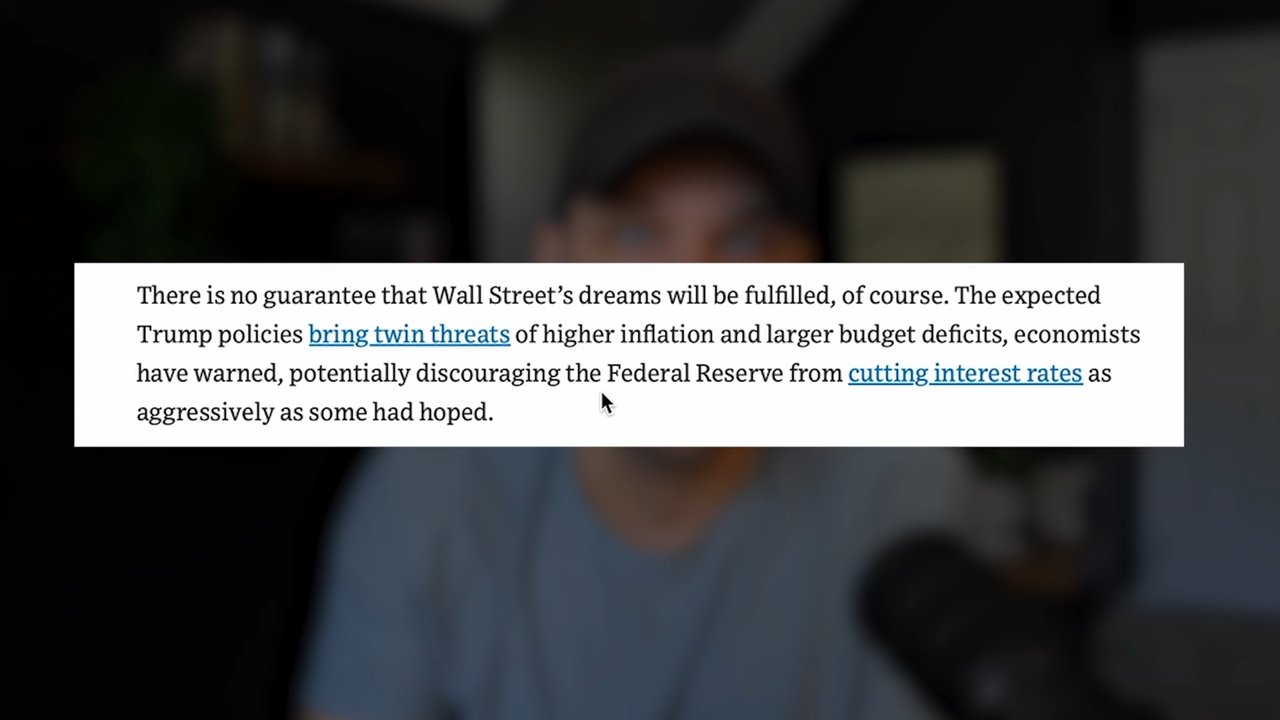 There is no guarantee that Wall Street’s dreams will be fulfilled, of course. The expected
Trump policies bring twin threats of higher inflation and larger budget deficits, economists
have warned, potentially discouraging the Federal Reserve from cutting interest rates as
aggressively as some had hoped.